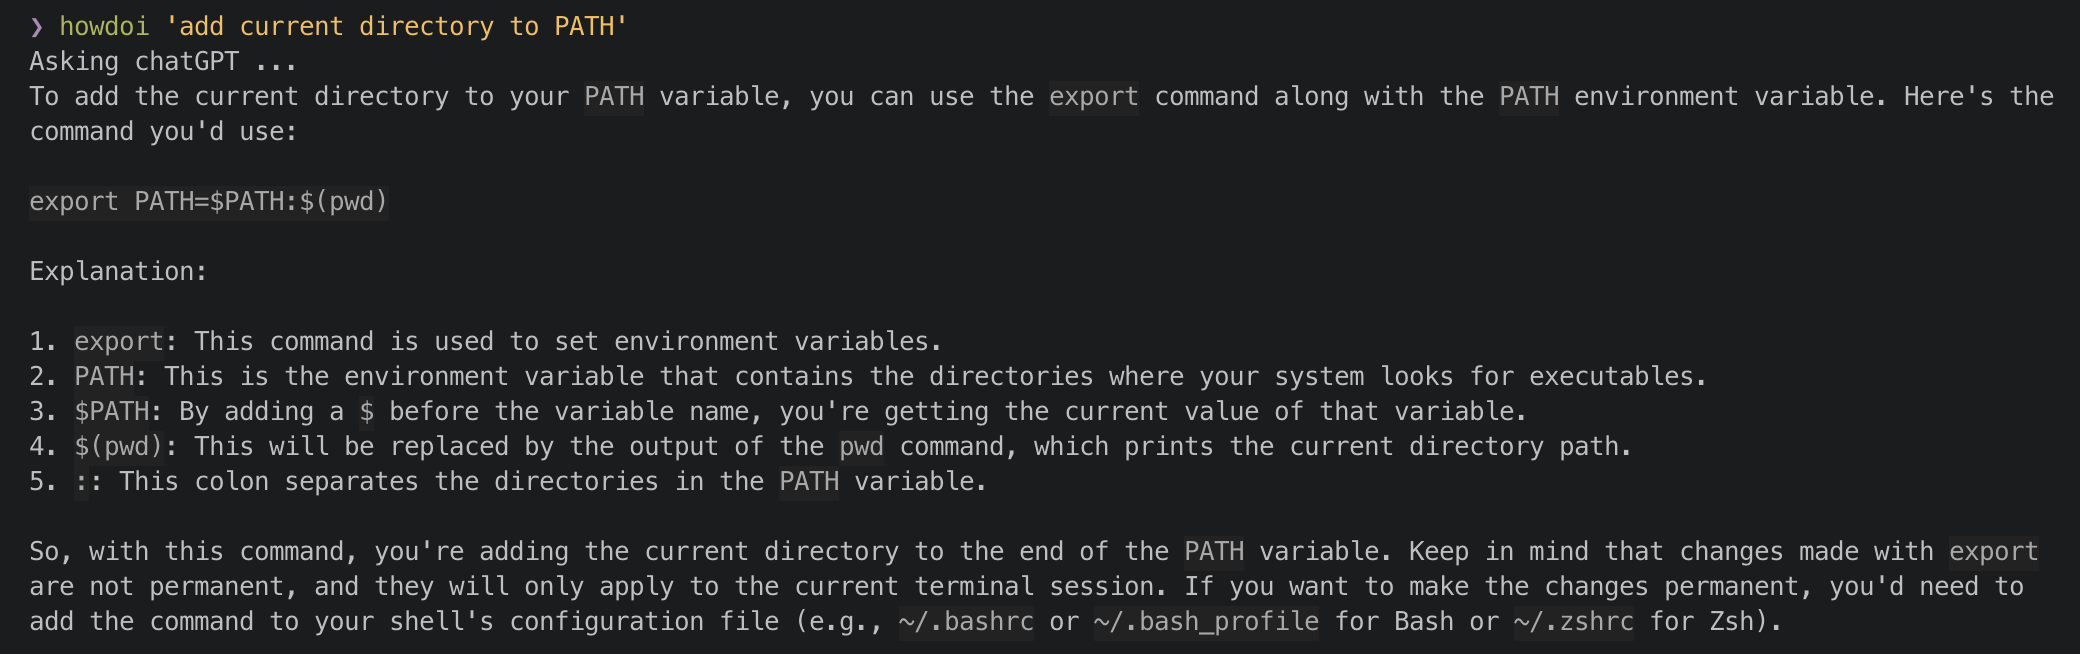 ❯ howdoi 'add current directory to PATH'
Asking chatGPT ...
To add the current directory to your PATH variable, you can use the export command along with the PATH environment variable. Here's the
command you'd use:
export PATH=$PATH:$(pwd)
Explanation:
1. export: This command is used to set environment variables.
2. PATH: This is the environment variable that contains the directories where your system looks for executables.
3. $PATH: By adding a $ before the variable name, you're getting the current value of that variable.
4. $(pwd): This will be replaced by the output of the pwd command, which prints the current directory path.
5. :: This colon separates the directories in the PATH variable.
So, with this command, you're adding the current directory to the end of the PATH variable. Keep in mind that changes made with export
are not permanent, and they will only apply to the current terminal session. If you want to make the changes permanent, you'd need to
add the command to your shell's configuration file (e.g., ~/.bashrc or ~/.bash_profile for Bash or ~/.zshrc for Zsh).